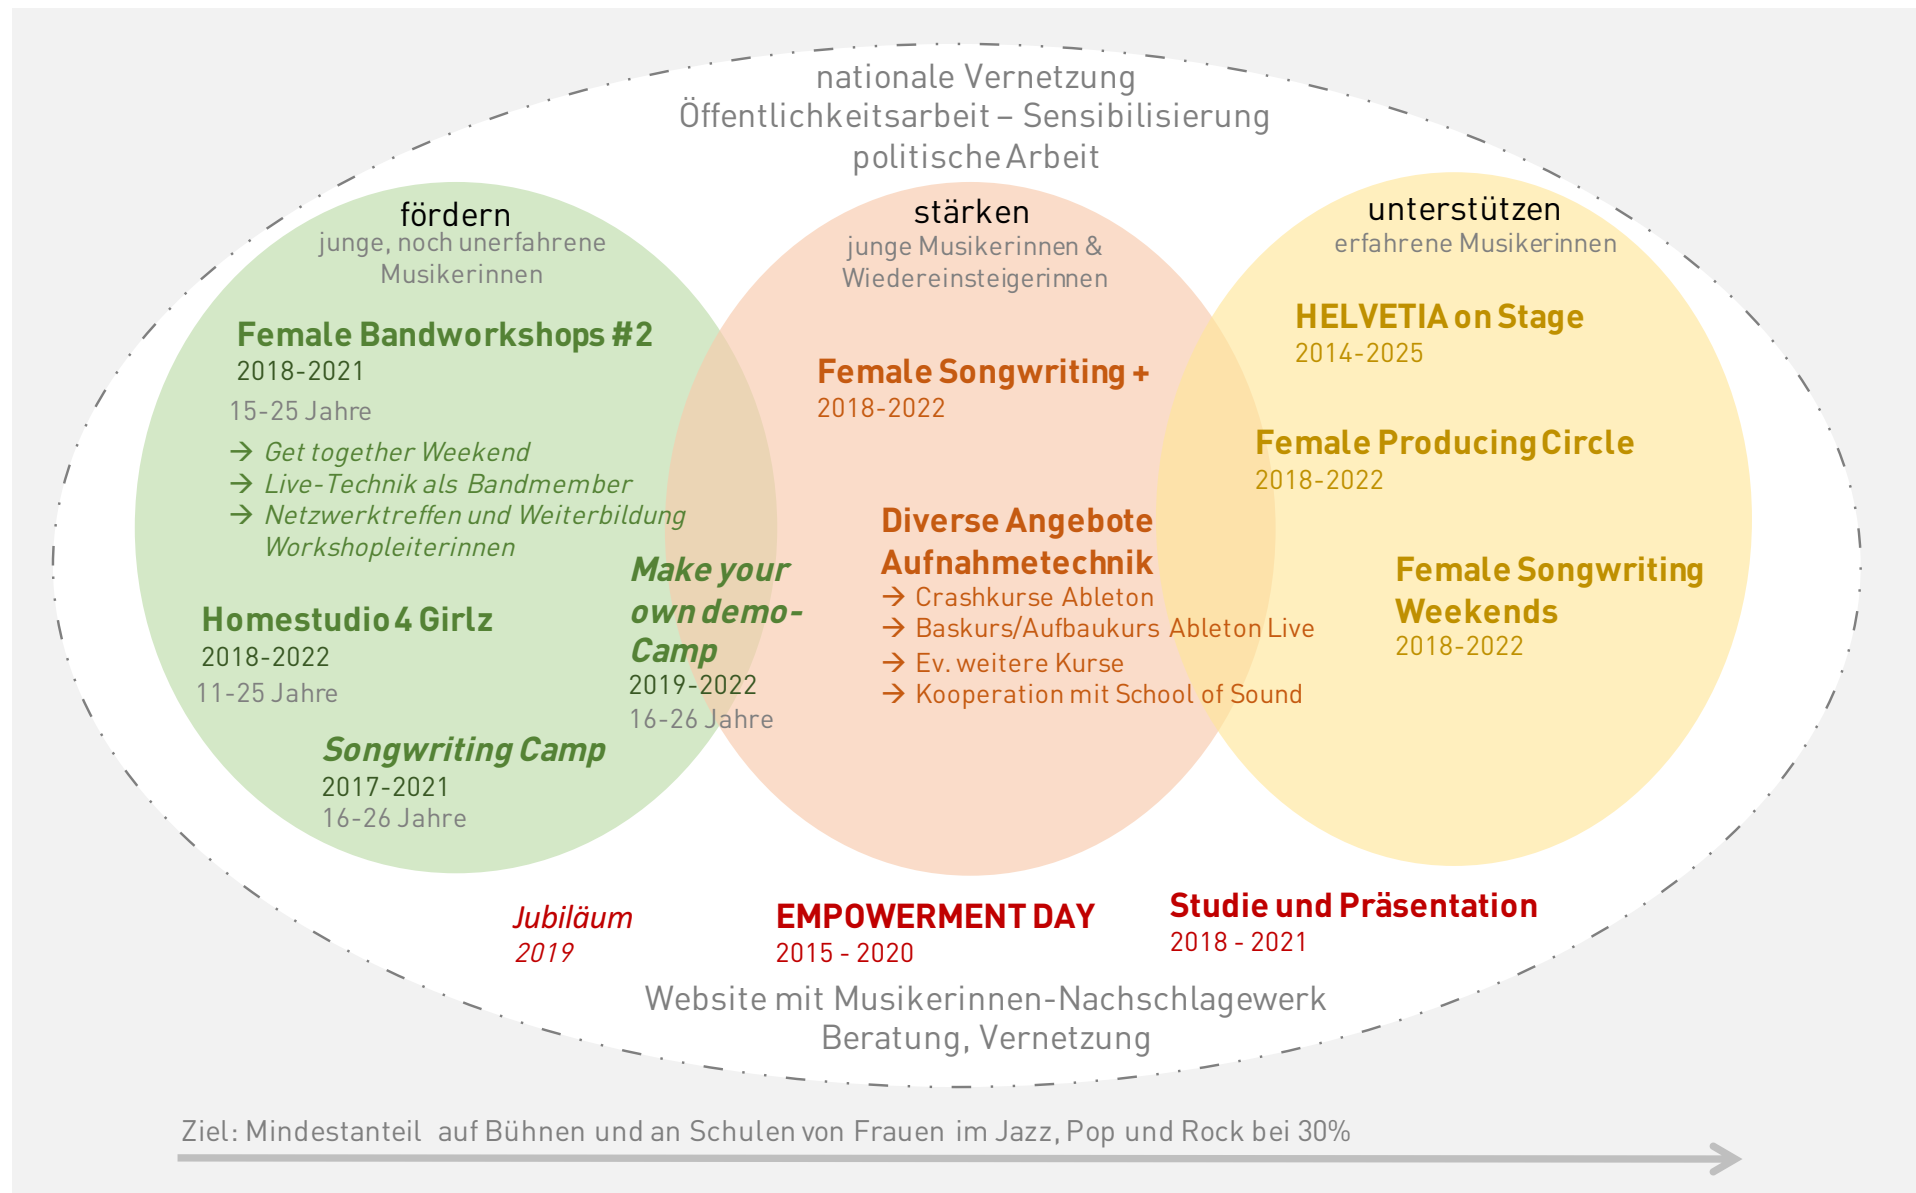 nationale Vernetzung
Öffentlichkeitsarbeit – Sensibilisierung
politische Arbeit
fördern
junge, noch unerfahrene
Musikerinnen
Female Bandworkshops #2
2018-2021
15-25 Jahre
→ Get together Weekend
→ Live-Technik als Bandmember
→ Netzwerktreffen und Weiterbildung
Workshopleiterinnen
Homestudio 4 Girlz
2018-2022
11-25 Jahre
Songwriting Camp
2017-2021
16-26 Jahre
Make your
own demo-
Camp
2019-2022
16-26 Jahre
stärken
junge Musikerinnen &
Wiedereinsteigerinnen
Female Songwriting +
2018-2022
Diverse Angebote
Aufnahmetechnik
→ Crashkurse Ableton
→ Baskurs/Aufbaukurs Ableton Live
→ Ev. weitere Kurse
→ Kooperation mit School of Sound
unterstützen
erfahrene Musikerinnen
HELVETIA on Stage
2014-2025
Female Producing Circle
2018-2022
Female Songwriting
Weekends
2018-2022
Jubiläum
2019
EMPOWERMENT DAY
2015 - 2020
Studie und Präsentation
2018 - 2021
Website mit Musikerinnen-Nachschlagewerk
Beratung, Vernetzung
Ziel: Mindestanteil auf Bühnen und an Schulen von Frauen im Jazz, Pop und Rock bei 30%